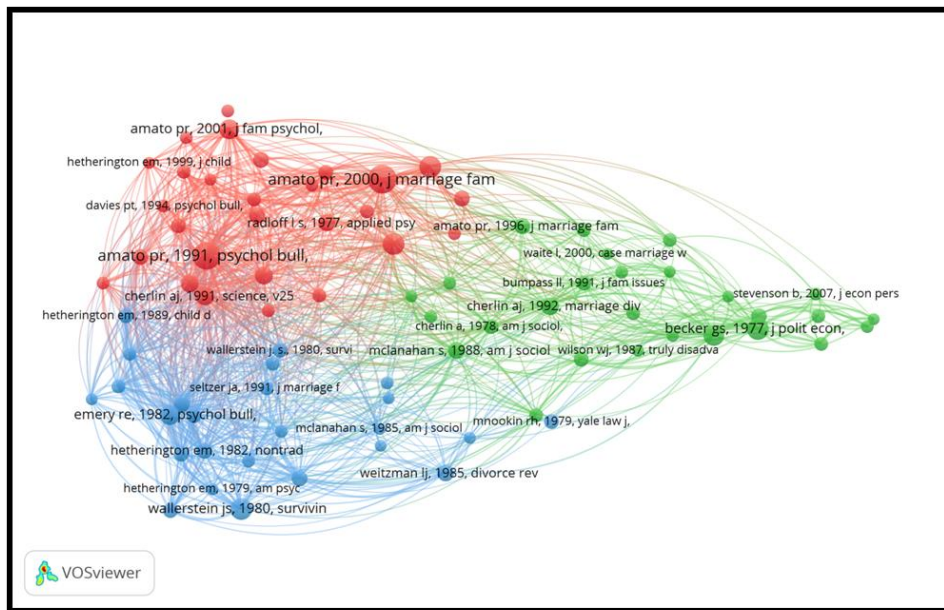 amato pr, 2001, j fam psychol,
hetherington em, 1999, j child
amato pr, 2000, j marriage fam
davies pt, 1994, psychol bull,
radloff l s, 1977, applied psy
amato pr, 1996, j marriage fam
amato pr, 1991, psychol bull,
waite l, 2000, case marriage w
bumpass ll, 1991, j fam issues
stevenson b, 2007, j econ pers
cherlin aj, 1991, science, v25
cherlin aj, 1992, marriage div
hetherington em, 1989, child d
cherlin a, 1978, am j sociol,
becker gs, 1977, j polit econ,
wallerstein j. s., 1980, survi
mclanahan s, 1988, am j sociol
wilson wj, 1987, truly disadva
seltzer ja, 1991, j marriage f
emery re, 1982, psychol bull,
mclanahan s, 1985, am j sociol
mnookin rh, 1979, yale law j,
hetherington em, 1982, nontrad
weitzman lj, 1985, divorce rev
hetherington em, 1979, am psyc
wallerstein js, 1980, survivin
VOSviewer